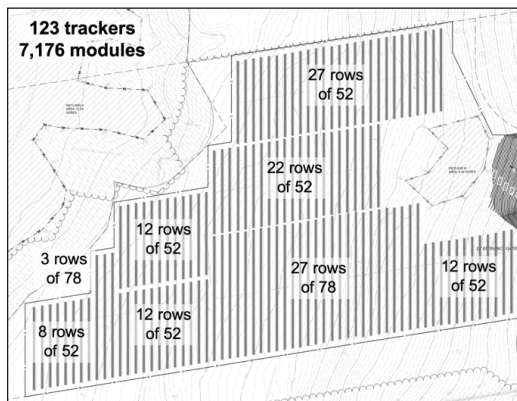 123 trackers
7,176 modules
27 rows
of 52
22 rows
of 52
12 rows
of 52
3 rows
of 78
27 rows
of 78
12 rows
of 52
12 rows
of 52
8 rows
of 52